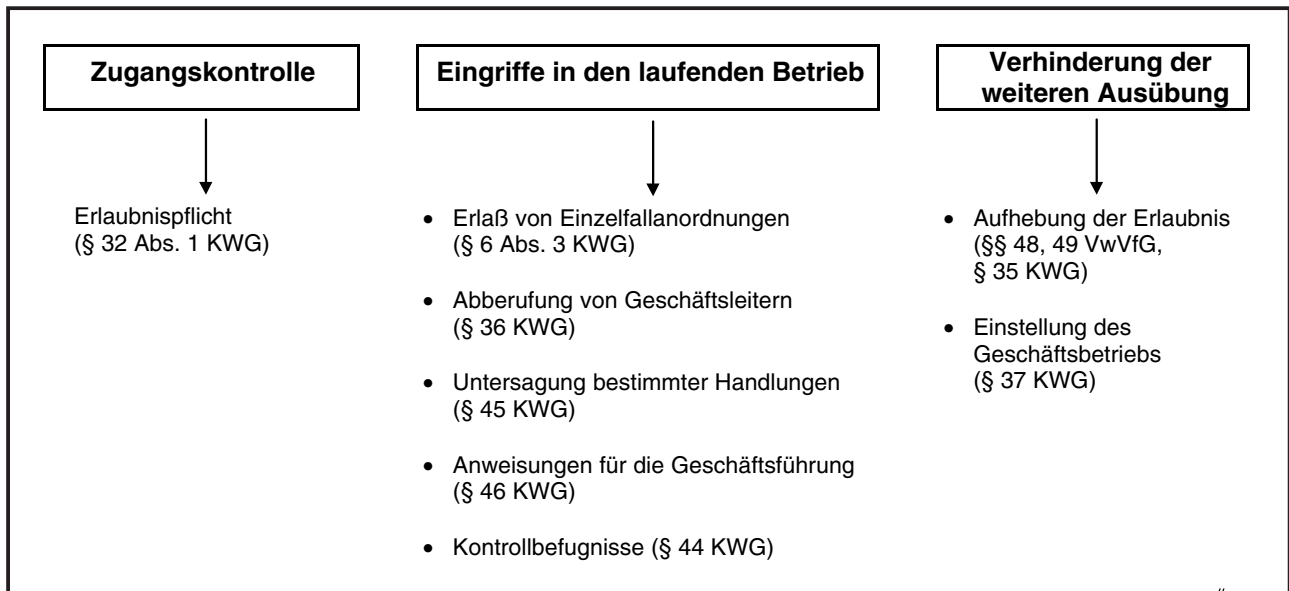 Zugangskontrolle
Erlaubnispflicht
(§ 32 Abs. 1 KWG)
Eingriffe in den laufenden Betrieb
• Erlaß von Einzelfallanordnungen
(§ 6 Abs. 3 KWG)
• Abberufung von Geschäftsleitern
(§ 36 KWG)
• Untersagung bestimmter Handlungen
(§ 45 KWG)
• Anweisungen für die Geschäftsführung
(§ 46 KWG)
• Kontrollbefugnisse (§ 44 KWG)
Verhinderung der
weiteren Ausübung
• Aufhebung der Erlaubnis
(§§ 48, 49 VwVfG,
§ 35 KWG)
• Einstellung des
Geschäftsbetriebs
(§ 37 KWG)